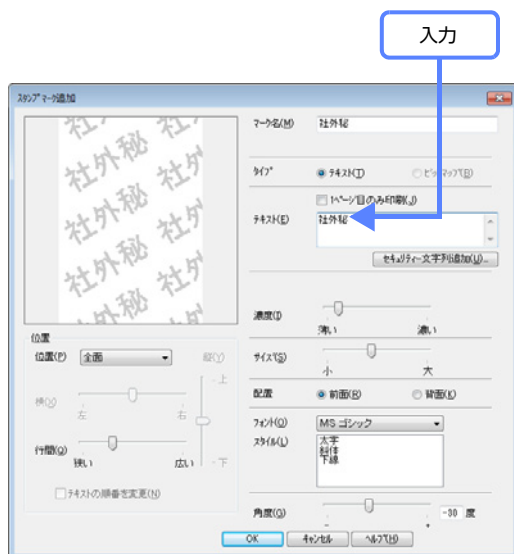 入力
スタンプマーク追加
社外秘 社外秘
社外秘 社外秘
社外秘 社外秘
社外秘 社外秘
マーク名(M) 社外秘
タイプ テキスト(T) ビットマップ(B)
1ページ目のみ印刷(J)
テキスト(E) 社外秘
セキュリティー文字列追加(U)...
濃度(I)
薄い 濃い
サイズ(S)
小 大
配置 前面(R) 背面(K)
フォント(O) MS ゴシック
スタイル(L) 太字
斜体
下線
角度(G) -30 度
位置
位置(P) 全面 縦(Y)
上
横(X)
左 右
行間(Q)
狭い 広い 下
テキストの順番を変更(N)
OK キャンセル ヘルプ(H)